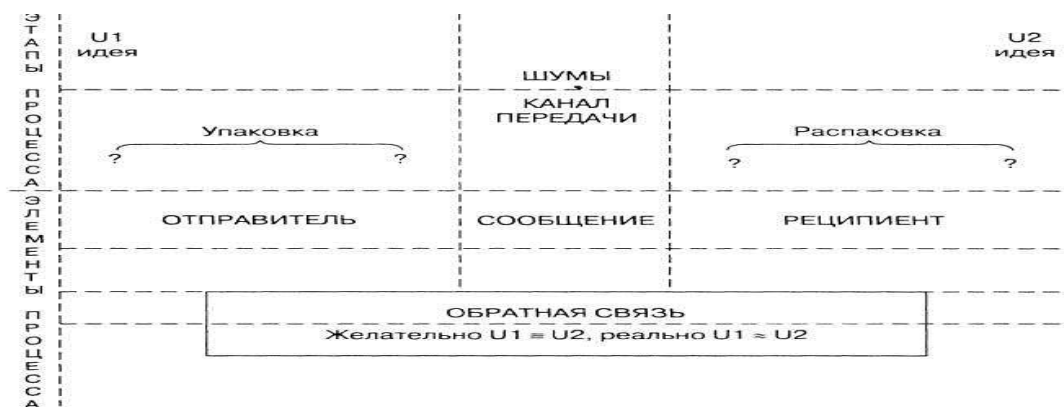 ЭТАПЫ ПРОЦЕССА
U1
идея
U2
идея
ШУМЫ
КАНАЛ
ПЕРЕДАЧИ
Упаковка
? ?
Распаковка
? ?
ЭЛЕМЕНТЫ ПРОЦЕССА
ОТПРАВИТЕЛЬ
СООБЩЕНИЕ
РЕЦИПИЕНТ
ОБРАТНАЯ СВЯЗЬ
Желательно U1 = U2, реально U1 ≈ U2